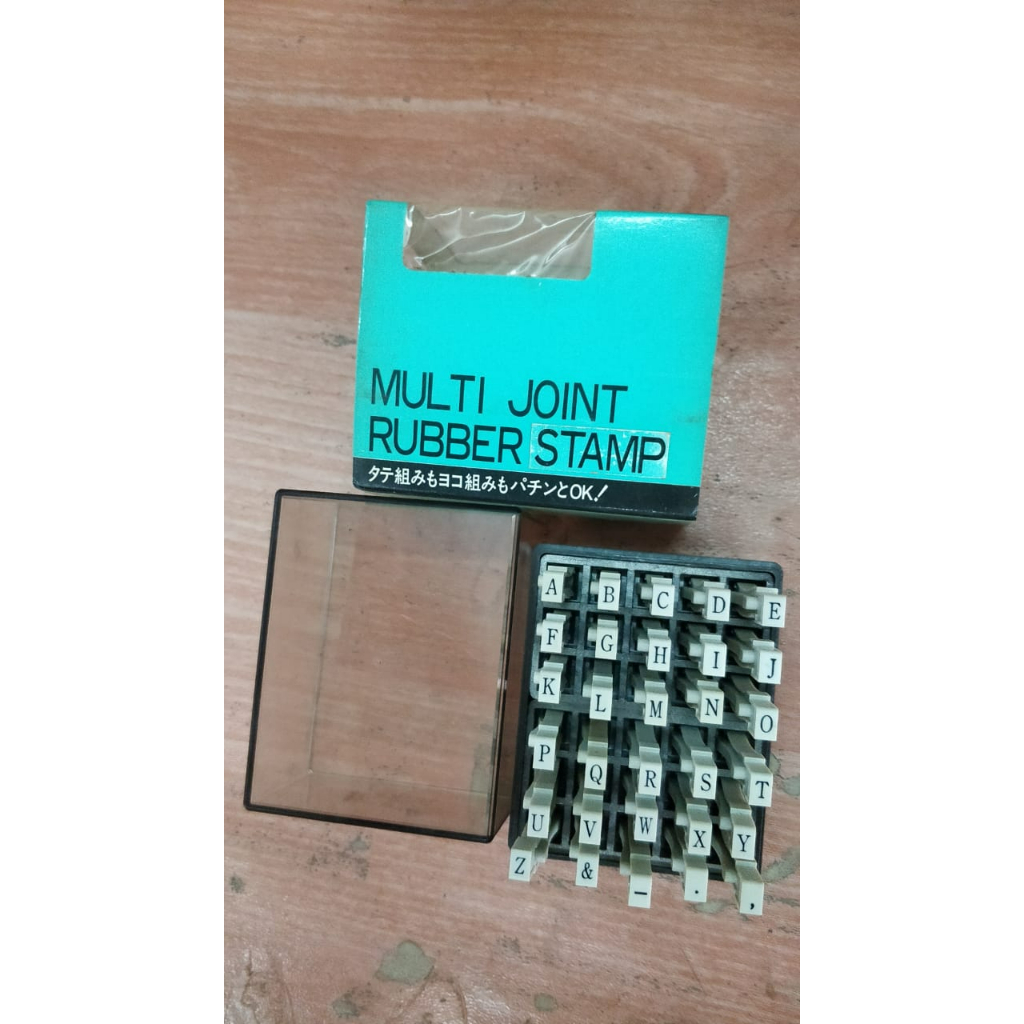 MULTI JOINT
RUBBER STAMP
タテ組みもヨコ組みもパチンとOK!
A B C D E
F G H I J
K L M N O
P Q R S T
U V W X Y
Z & - . ,